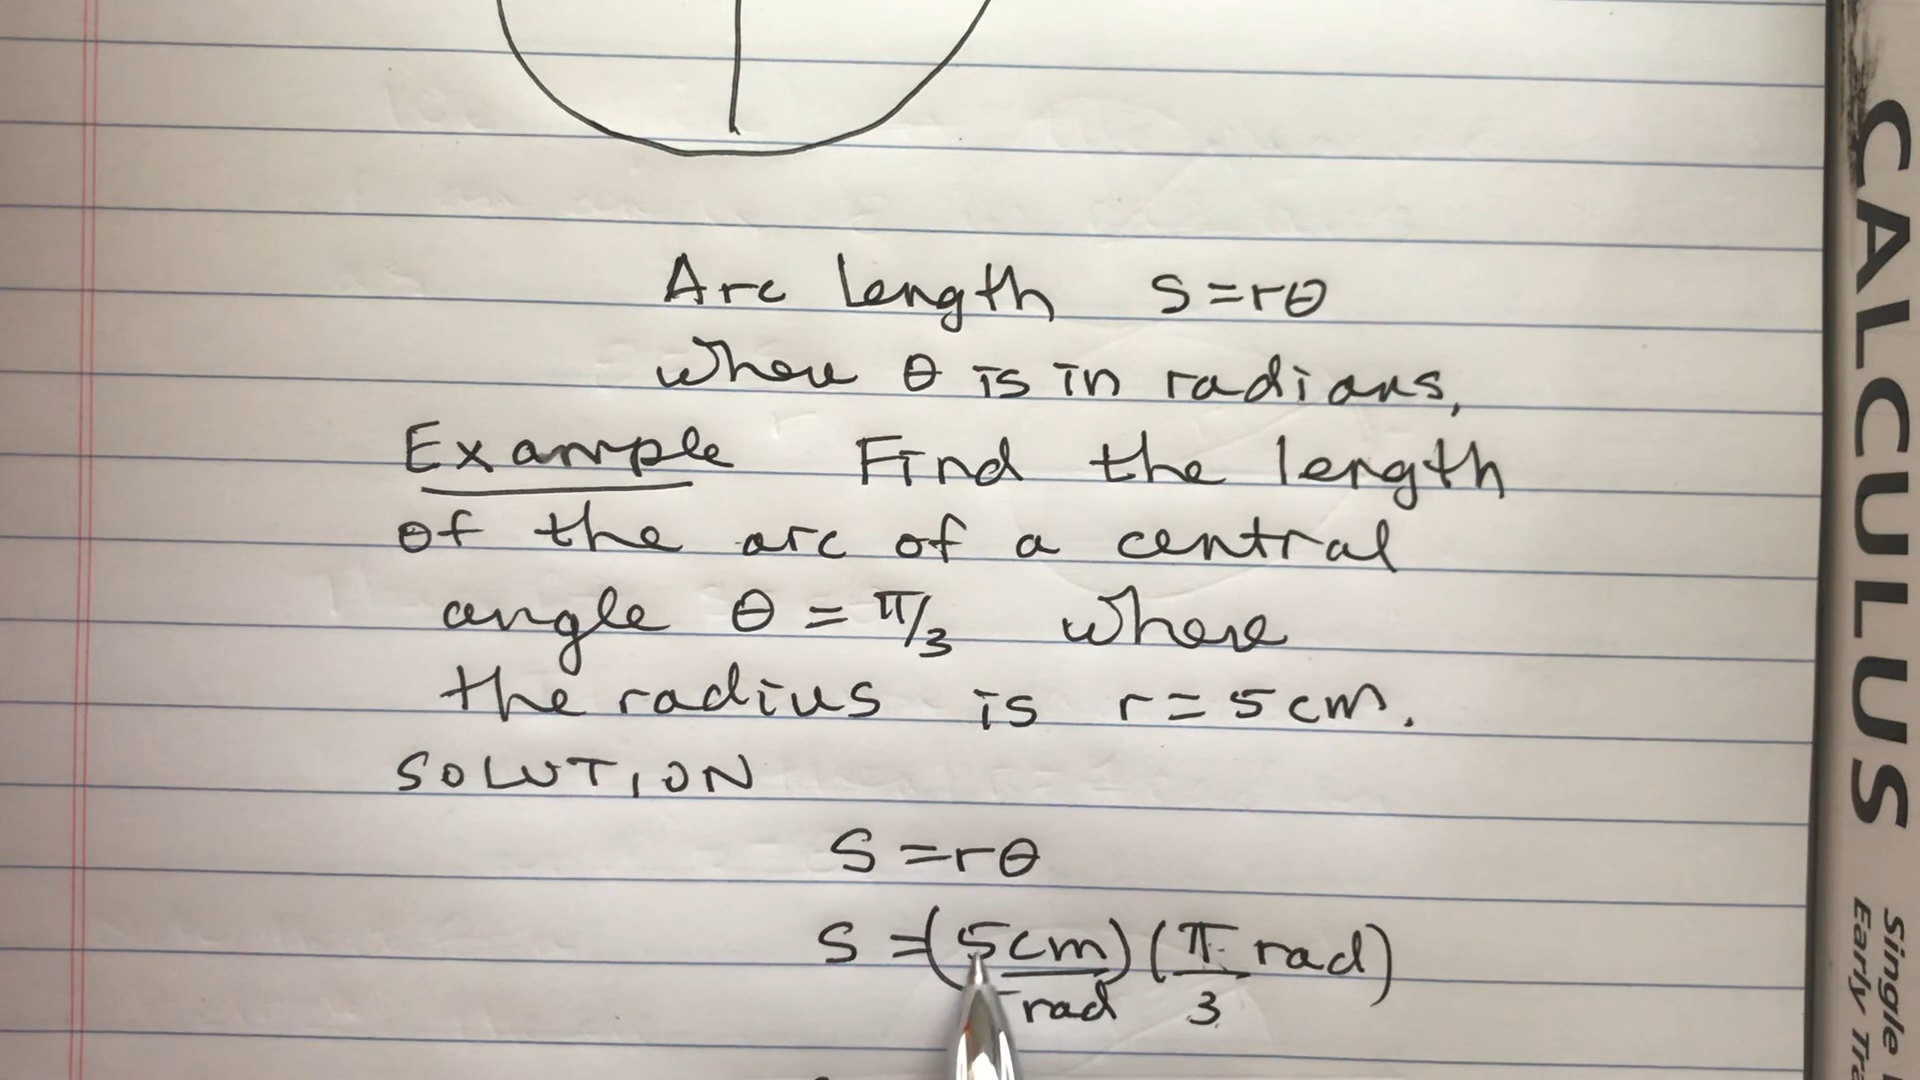 Arc length S=rθ
where θ is in radians,
Example Find the length
of the arc of a central
angle θ = π/3 where
the radius is r=5cm.
SOLUTION
S=rθ
S=(5cm/rad)(π/3 rad)
CALCULUS
Single
Early